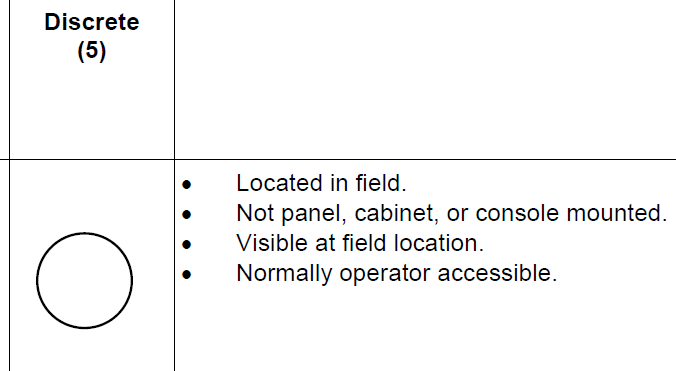 Discrete
(5)
• Located in field.
• Not panel, cabinet, or console mounted.
• Visible at field location.
• Normally operator accessible.